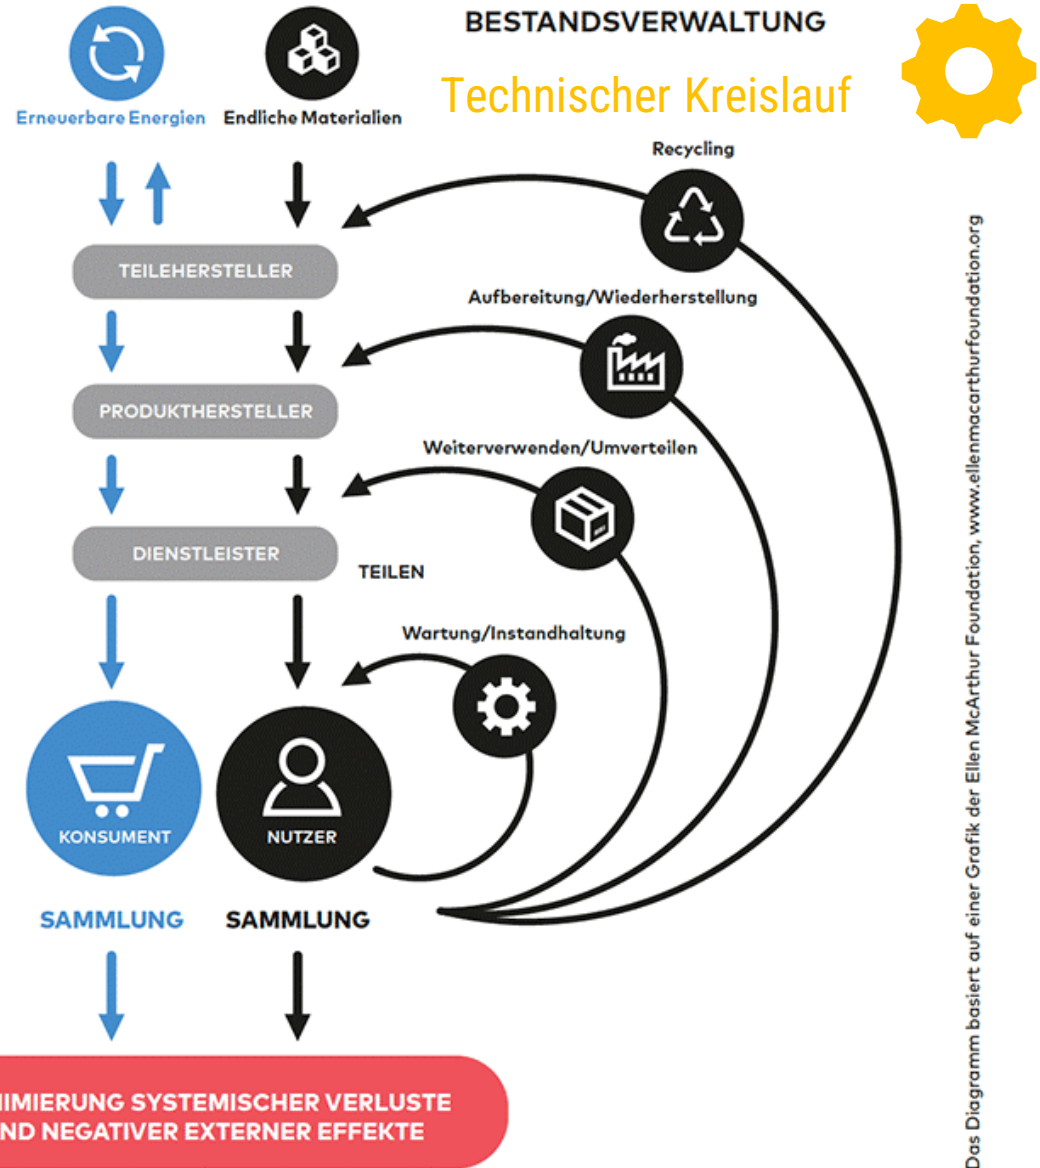 BESTANDSVERWALTUNG
Technischer Kreislauf
Erneuerbare Energien
Endliche Materialien
Recycling
TEILEHERSTELLER
Aufbereitung/Wiederherstellung
PRODUKTHERSTELLER
Weiterverwenden/Umverteilen
DIENSTLEISTER
TEILEN
Wartung/Instandhaltung
KONSUMENT
NUTZER
SAMMLUNG
SAMMLUNG
IMIERUNG SYSTEMISCHER VERLUSTE
ND NEGATIVER EXTERNER EFFEKTE
Das Diagramm basiert auf einer Grafik der Ellen McArthur Foundation, www.ellenmacarthurfoundation.org